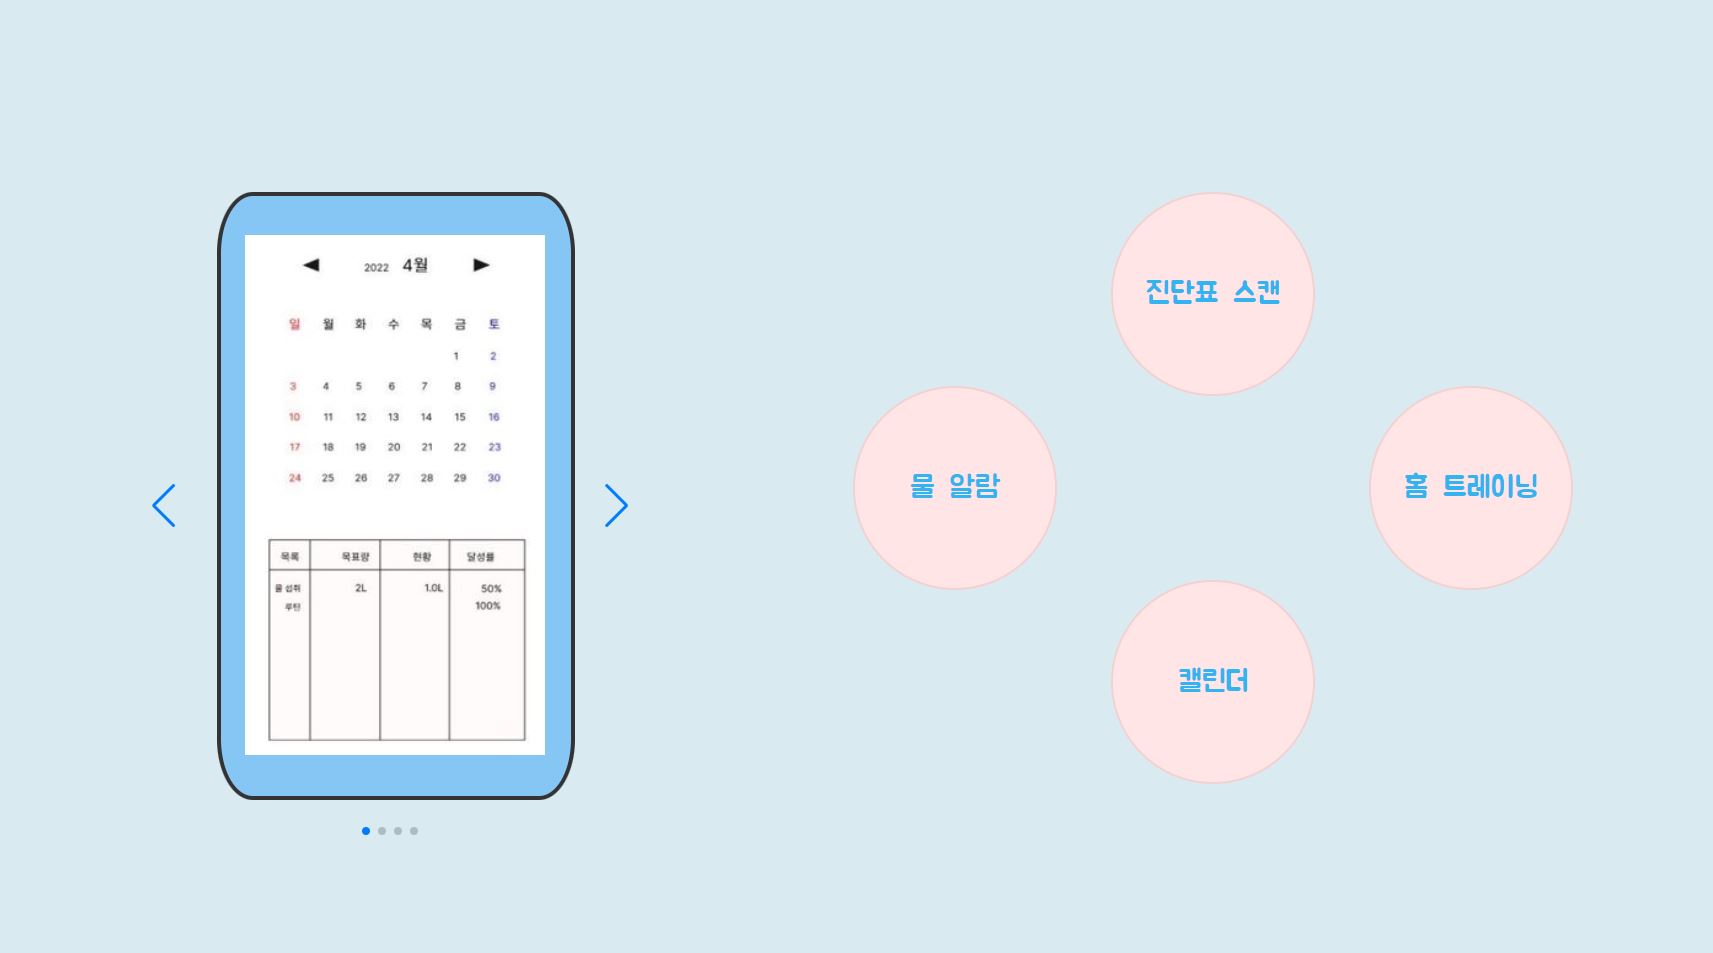 ◀ 2022 4월 ▶
일 월 화 수 목 금 토
1 2
3 4 5 6 7 8 9
10 11 12 13 14 15 16
17 18 19 20 21 22 23
24 25 26 27 28 29 30
목록 목표량 현황 달성률
물 섭취 2L 1.0L 50%
루틴 100%
진단표 스캔
물 알람
홈 트레이닝
캘린더